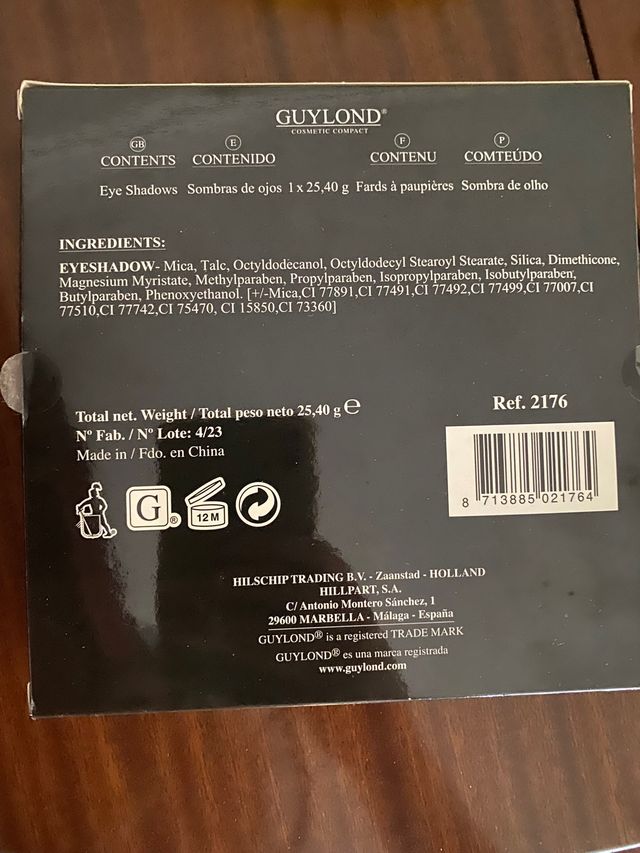 GUYLOND®
COSMETIC COMPACT
GB E F P
CONTENTS CONTENIDO CONTENU COMTEÚDO
Eye Shadows Sombras de ojos 1 x 25,40 g Fards à paupières Sombra de olho
INGREDIENTS:
EYESHADOW- Mica, Talc, Octyldodecanol, Octyldodecyl Stearoyl Stearate, Silica, Dimethicone,
Magnesium Myristate, Methylparaben, Propylparaben, Isopropylparaben, Isobutylparaben,
Butylparaben, Phenoxyethanol. [+/-Mica,CI 77891,CI 77491,CI 77492,CI 77499,CI 77007,CI
77510,CI 77742,CI 75470, CI 15850,CI 73360]
Total net. Weight / Total peso neto 25,40 g ℮
Nº Fab. / Nº Lote: 4/23
Made in / Fdo. en China
Ref. 2176
8 713885 021764
G®
12 M
HILSCHIP TRADING B.V. - Zaanstad - HOLLAND
HILLPART, S.A.
C/ Antonio Montero Sánchez, 1
29600 MARBELLA - Málaga - España
GUYLOND® is a registered TRADE MARK
GUYLOND® es una marca registrada
www.guylond.com